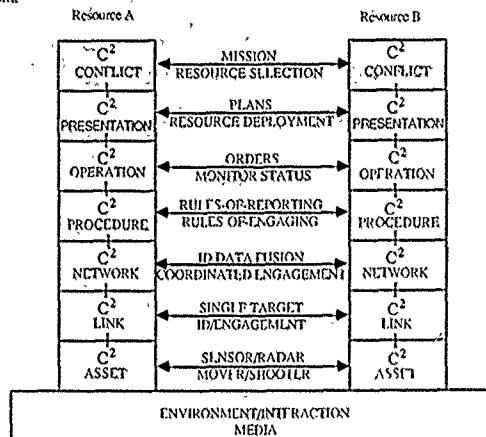 Resource A Resource B
C² MISSION C²
CONFLICT RESOURCE SELECTION CONFLICT
C² PLANS C²
PRESENTATION RESOURCE DEPLOYMENT PRESENTATION
C² ORDERS C²
OPERATION MONITOR STATUS OPERATION
C² RULES-OF-REPORTING C²
PROCEDURE RULES OF-ENGAGING PROCEDURE
C² ID DATA FUSION C²
NETWORK COORDINATED ENGAGEMENT NETWORK
C² SINGLE TARGET C²
LINK ID/ENGAGEMENT LINK
C² SENSOR/RADAR C²
ASSET MOVER/SHOOTER ASSET
ENVIRONMENT/INTERACTION
MEDIA